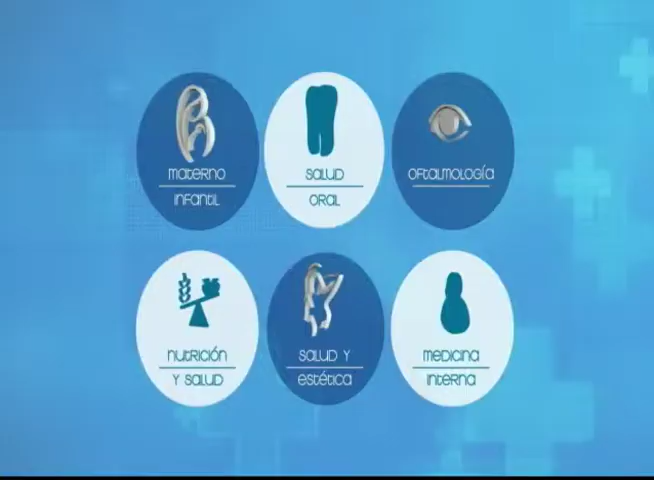 materno
infantil
salud
oral
oftalmología
nutrición
y salud
salud y
estética
medicina
interna